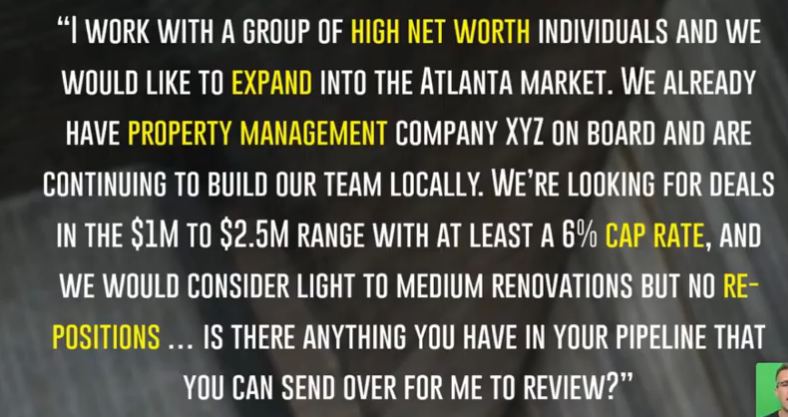 “I WORK WITH A GROUP OF HIGH NET WORTH INDIVIDUALS AND WE
WOULD LIKE TO EXPAND INTO THE ATLANTA MARKET. WE ALREADY
HAVE PROPERTY MANAGEMENT COMPANY XYZ ON BOARD AND ARE
CONTINUING TO BUILD OUR TEAM LOCALLY. WE’RE LOOKING FOR DEALS
IN THE $1M TO $2.5M RANGE WITH AT LEAST A 6% CAP RATE, AND
WE WOULD CONSIDER LIGHT TO MEDIUM RENOVATIONS BUT NO RE-
POSITIONS ... IS THERE ANYTHING YOU HAVE IN YOUR PIPELINE THAT
YOU CAN SEND OVER FOR ME TO REVIEW?”